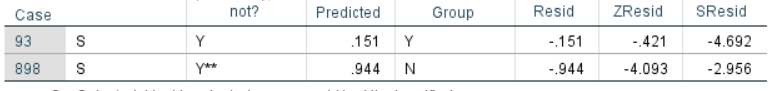 not?
Case Predicted Group Resid ZResid SResid
93 S Y .151 Y -.151 -.421 -4.692
898 S Y** .944 N -.944 -4.093 -2.956